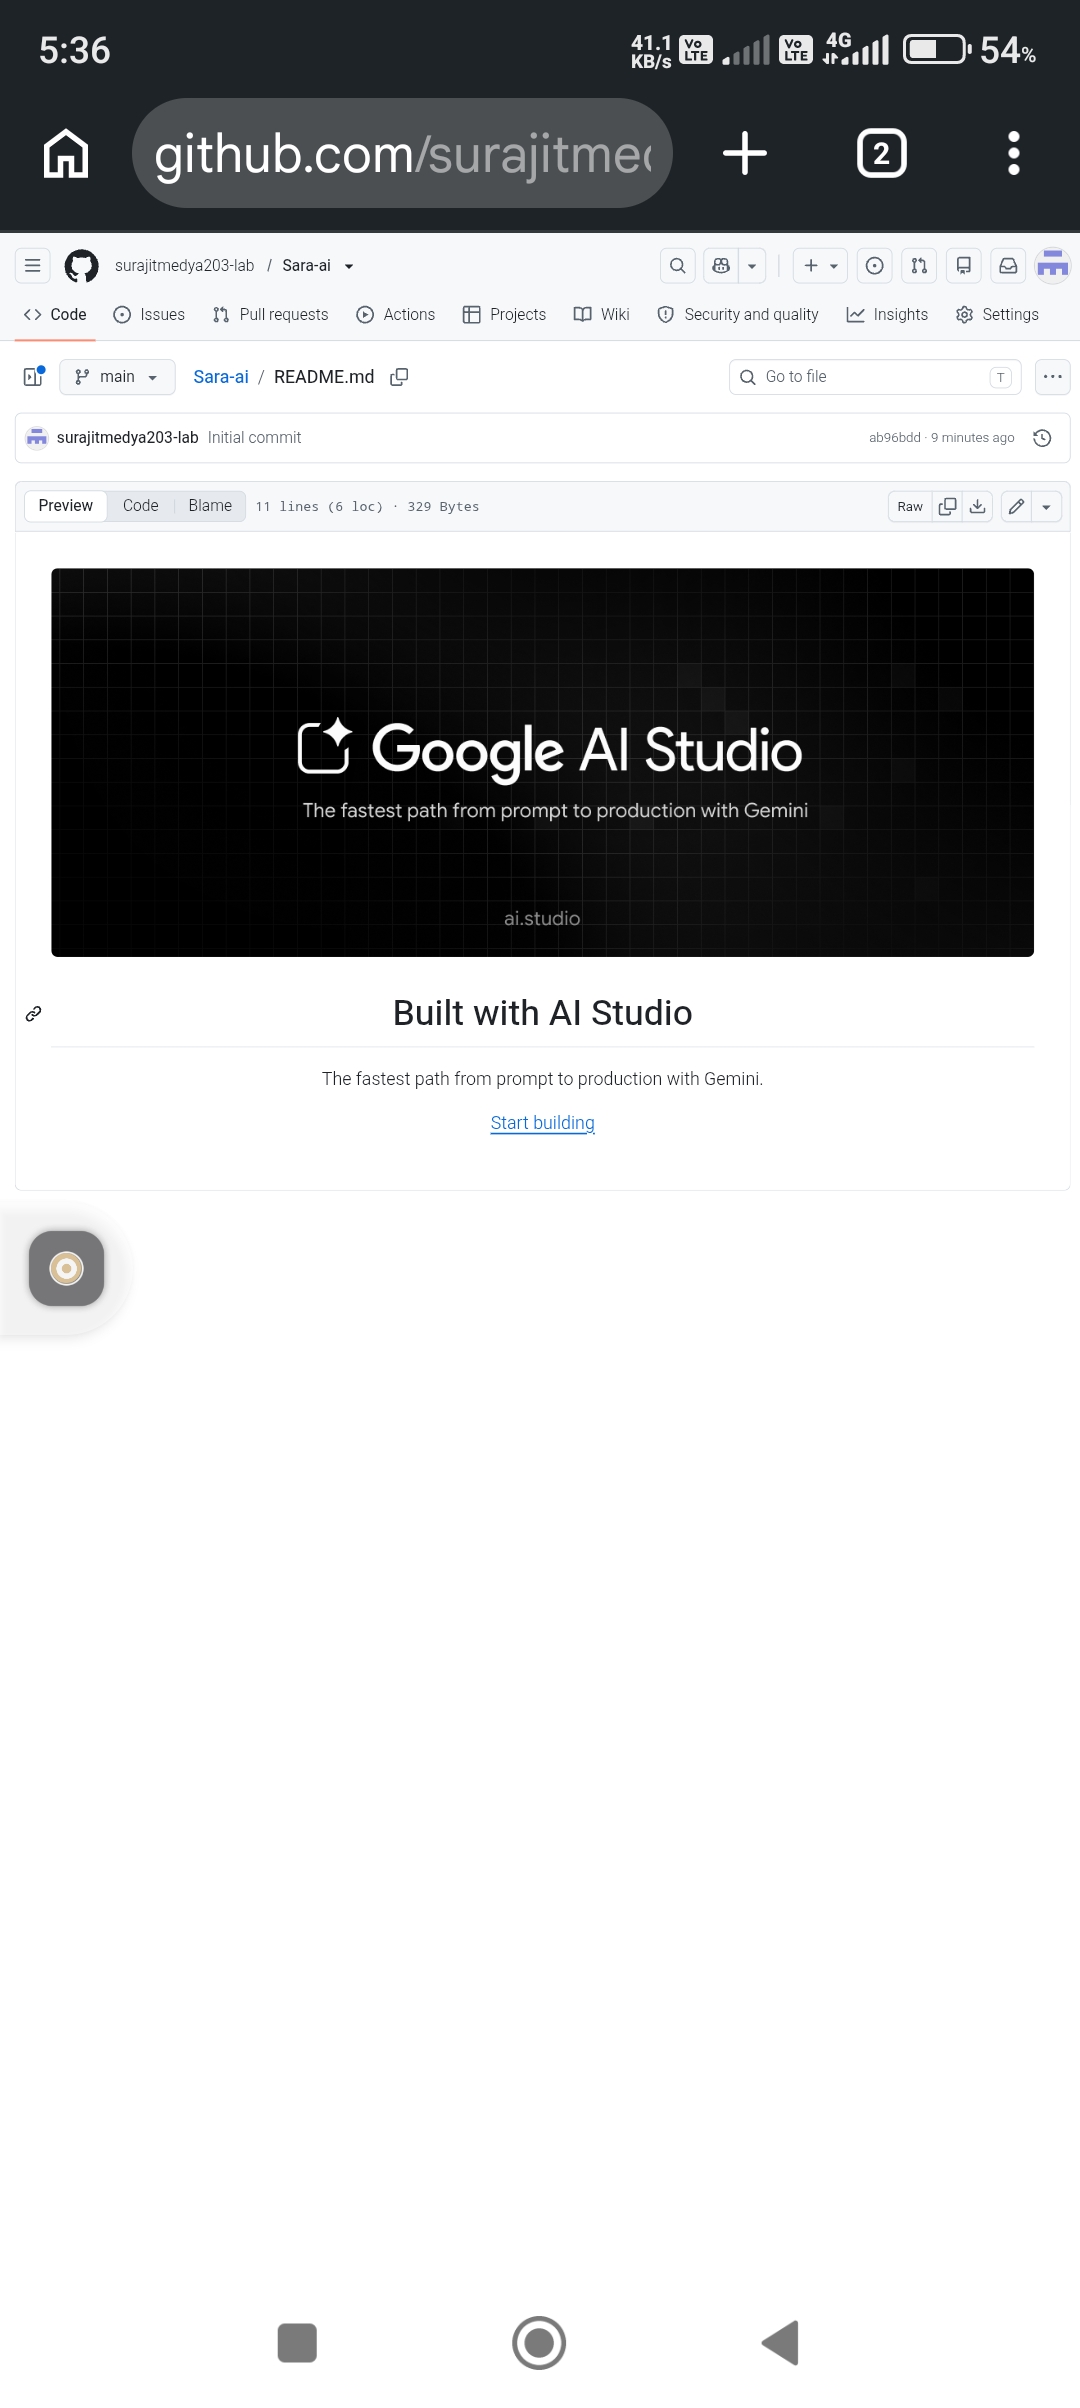 5:36
41.1 KB/s Vo LTE Vo LTE 4G 54%
github.com/surajitmed
2
surajitmedya203-lab / Sara-ai
Code Issues Pull requests Actions Projects Wiki Security and quality Insights Settings
main Sara-ai / README.md Go to file T
surajitmedya203-lab Initial commit ab96bdd · 9 minutes ago
Preview Code Blame 11 lines (6 loc) · 329 Bytes Raw
Google AI Studio
The fastest path from prompt to production with Gemini
ai.studio
Built with AI Studio
The fastest path from prompt to production with Gemini.
Start building